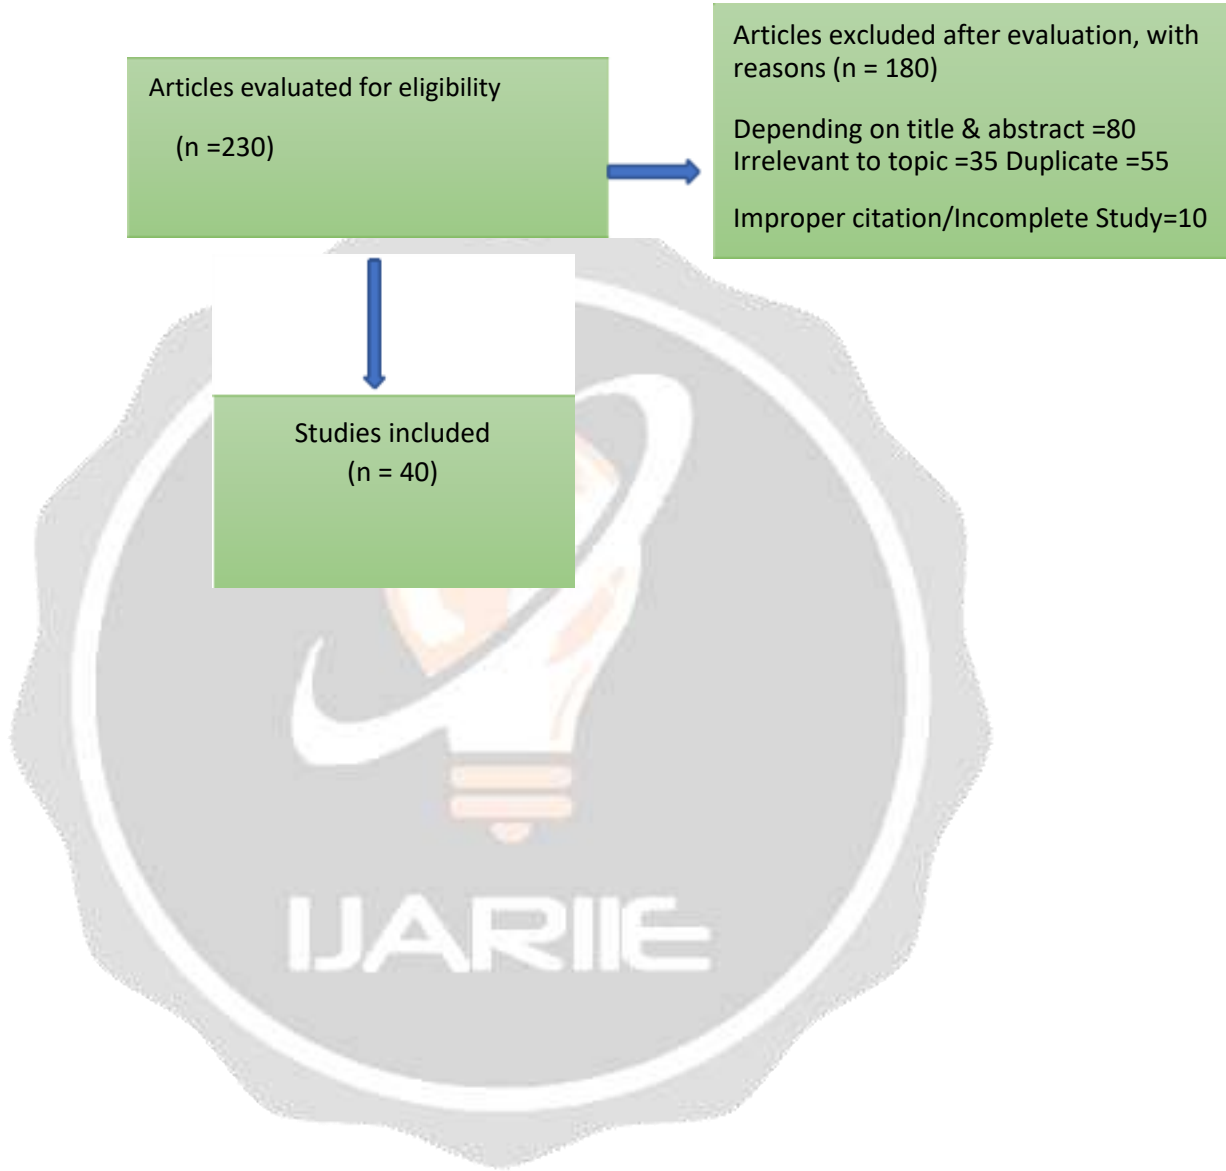 Articles evaluated for eligibility
(n =230)
Articles excluded after evaluation, with
reasons (n = 180)
Depending on title & abstract =80
Irrelevant to topic =35 Duplicate =55
Improper citation/Incomplete Study=10
Studies included
(n = 40)
IJARIIE